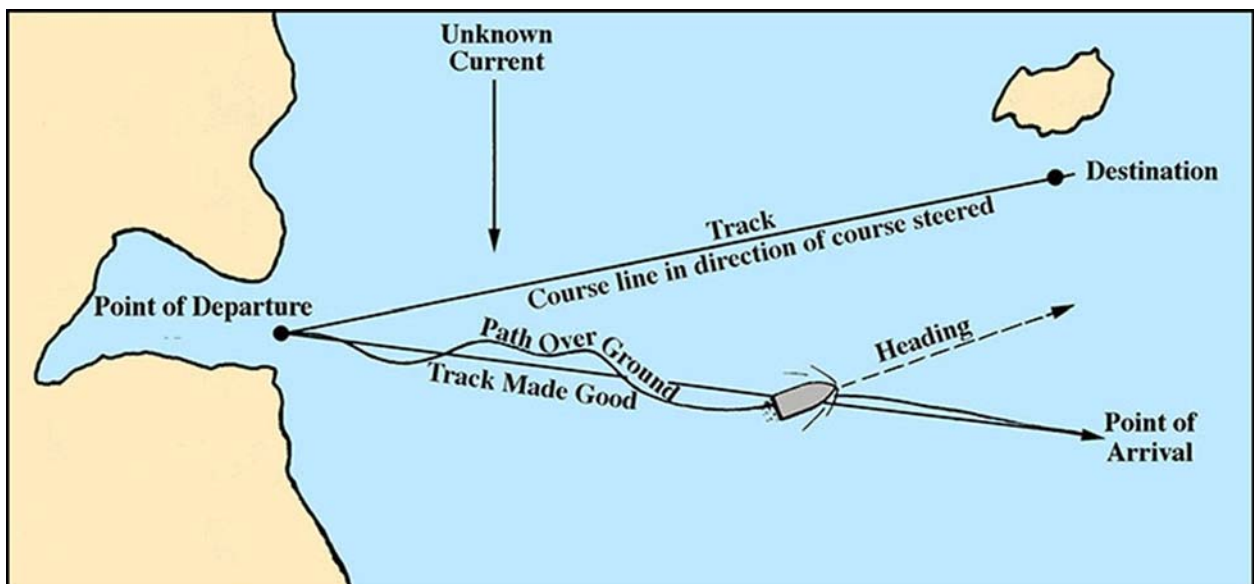 Unknown
Current
Destination
Track
Course line in direction of course steered
Point of Departure
Path Over Ground
Heading
Track Made Good
Point of
Arrival